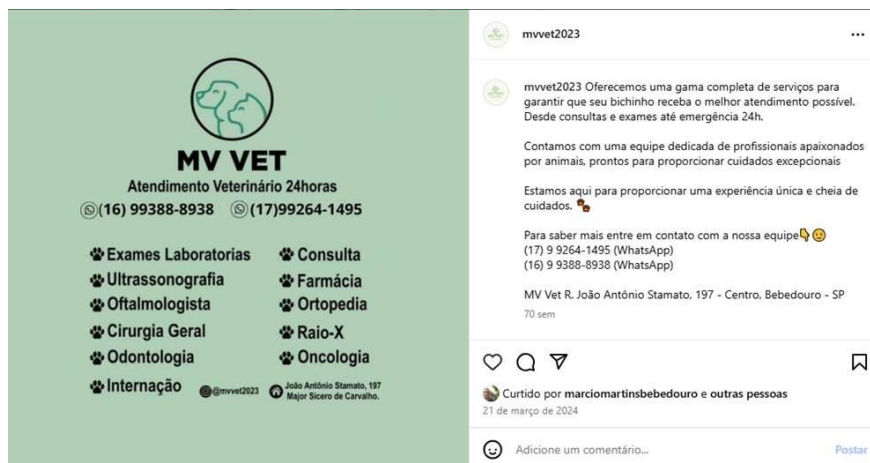 MV VET
Atendimento Veterinário 24horas
(16) 99388-8938 (17)99264-1495
Exames Laboratorias
Ultrassonografia
Oftalmologista
Cirurgia Geral
Odontologia
Internação
Consulta
Farmácia
Ortopedia
Raio-X
Oncologia
@mvvet2023
João Antônio Stamato, 197
Major Sicero de Carvalho.
mvvet2023
mvvet2023 Oferecemos uma gama completa de serviços para
garantir que seu bichinho receba o melhor atendimento possível.
Desde consultas e exames até emergência 24h.
Contamos com uma equipe dedicada de profissionais apaixonados
por animais, prontos para proporcionar cuidados excepcionais
Estamos aqui para proporcionar uma experiência única e cheia de
cuidados.
Para saber mais entre em contato com a nossa equipe
(17) 9 9264-1495 (WhatsApp)
(16) 9 9388-8938 (WhatsApp)
MV Vet R. João Antônio Stamato, 197 - Centro, Bebedouro - SP
70 sem
Curtido por marciomartinsbebedouro e outras pessoas
21 de março de 2024
Adicione um comentário...
Postar